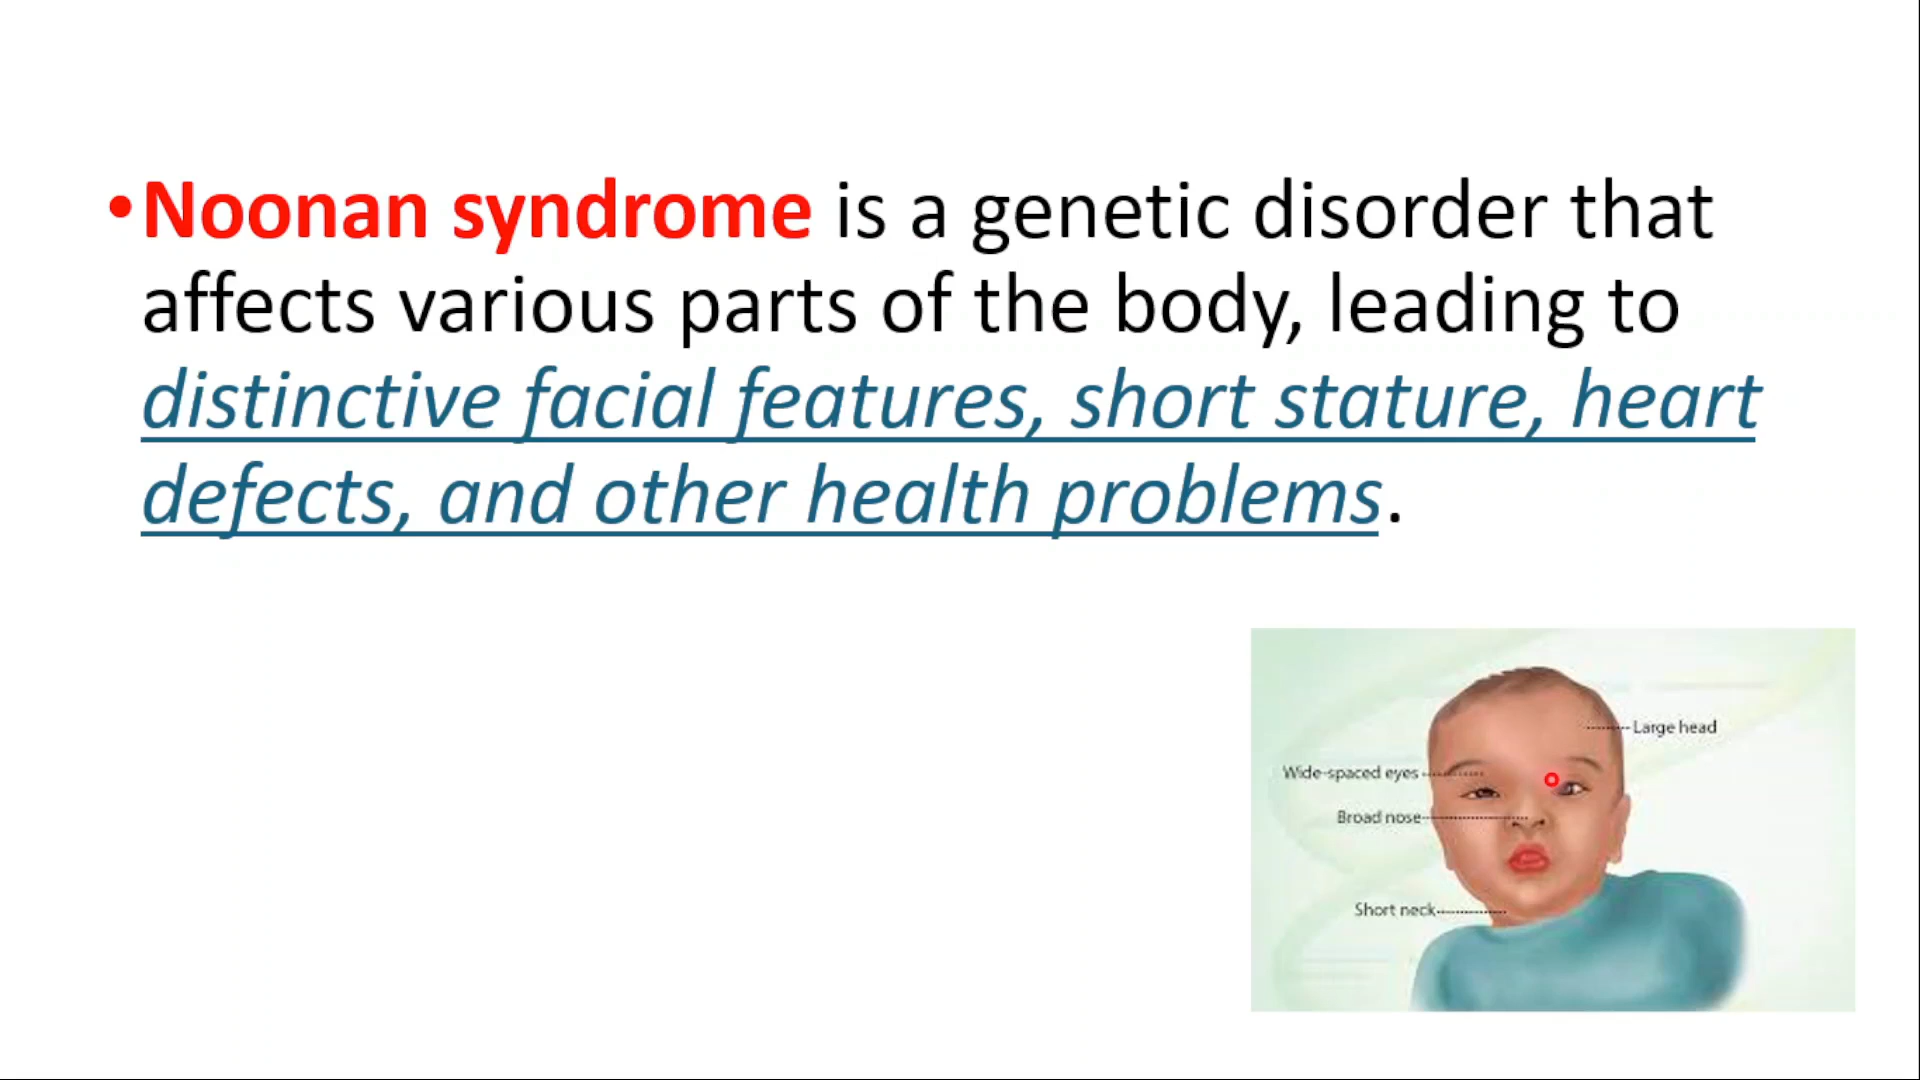 •Noonan syndrome is a genetic disorder that
affects various parts of the body, leading to
distinctive facial features, short stature, heart
defects, and other health problems.
Large head
Wide-spaced eyes
Broad nose
Short neck